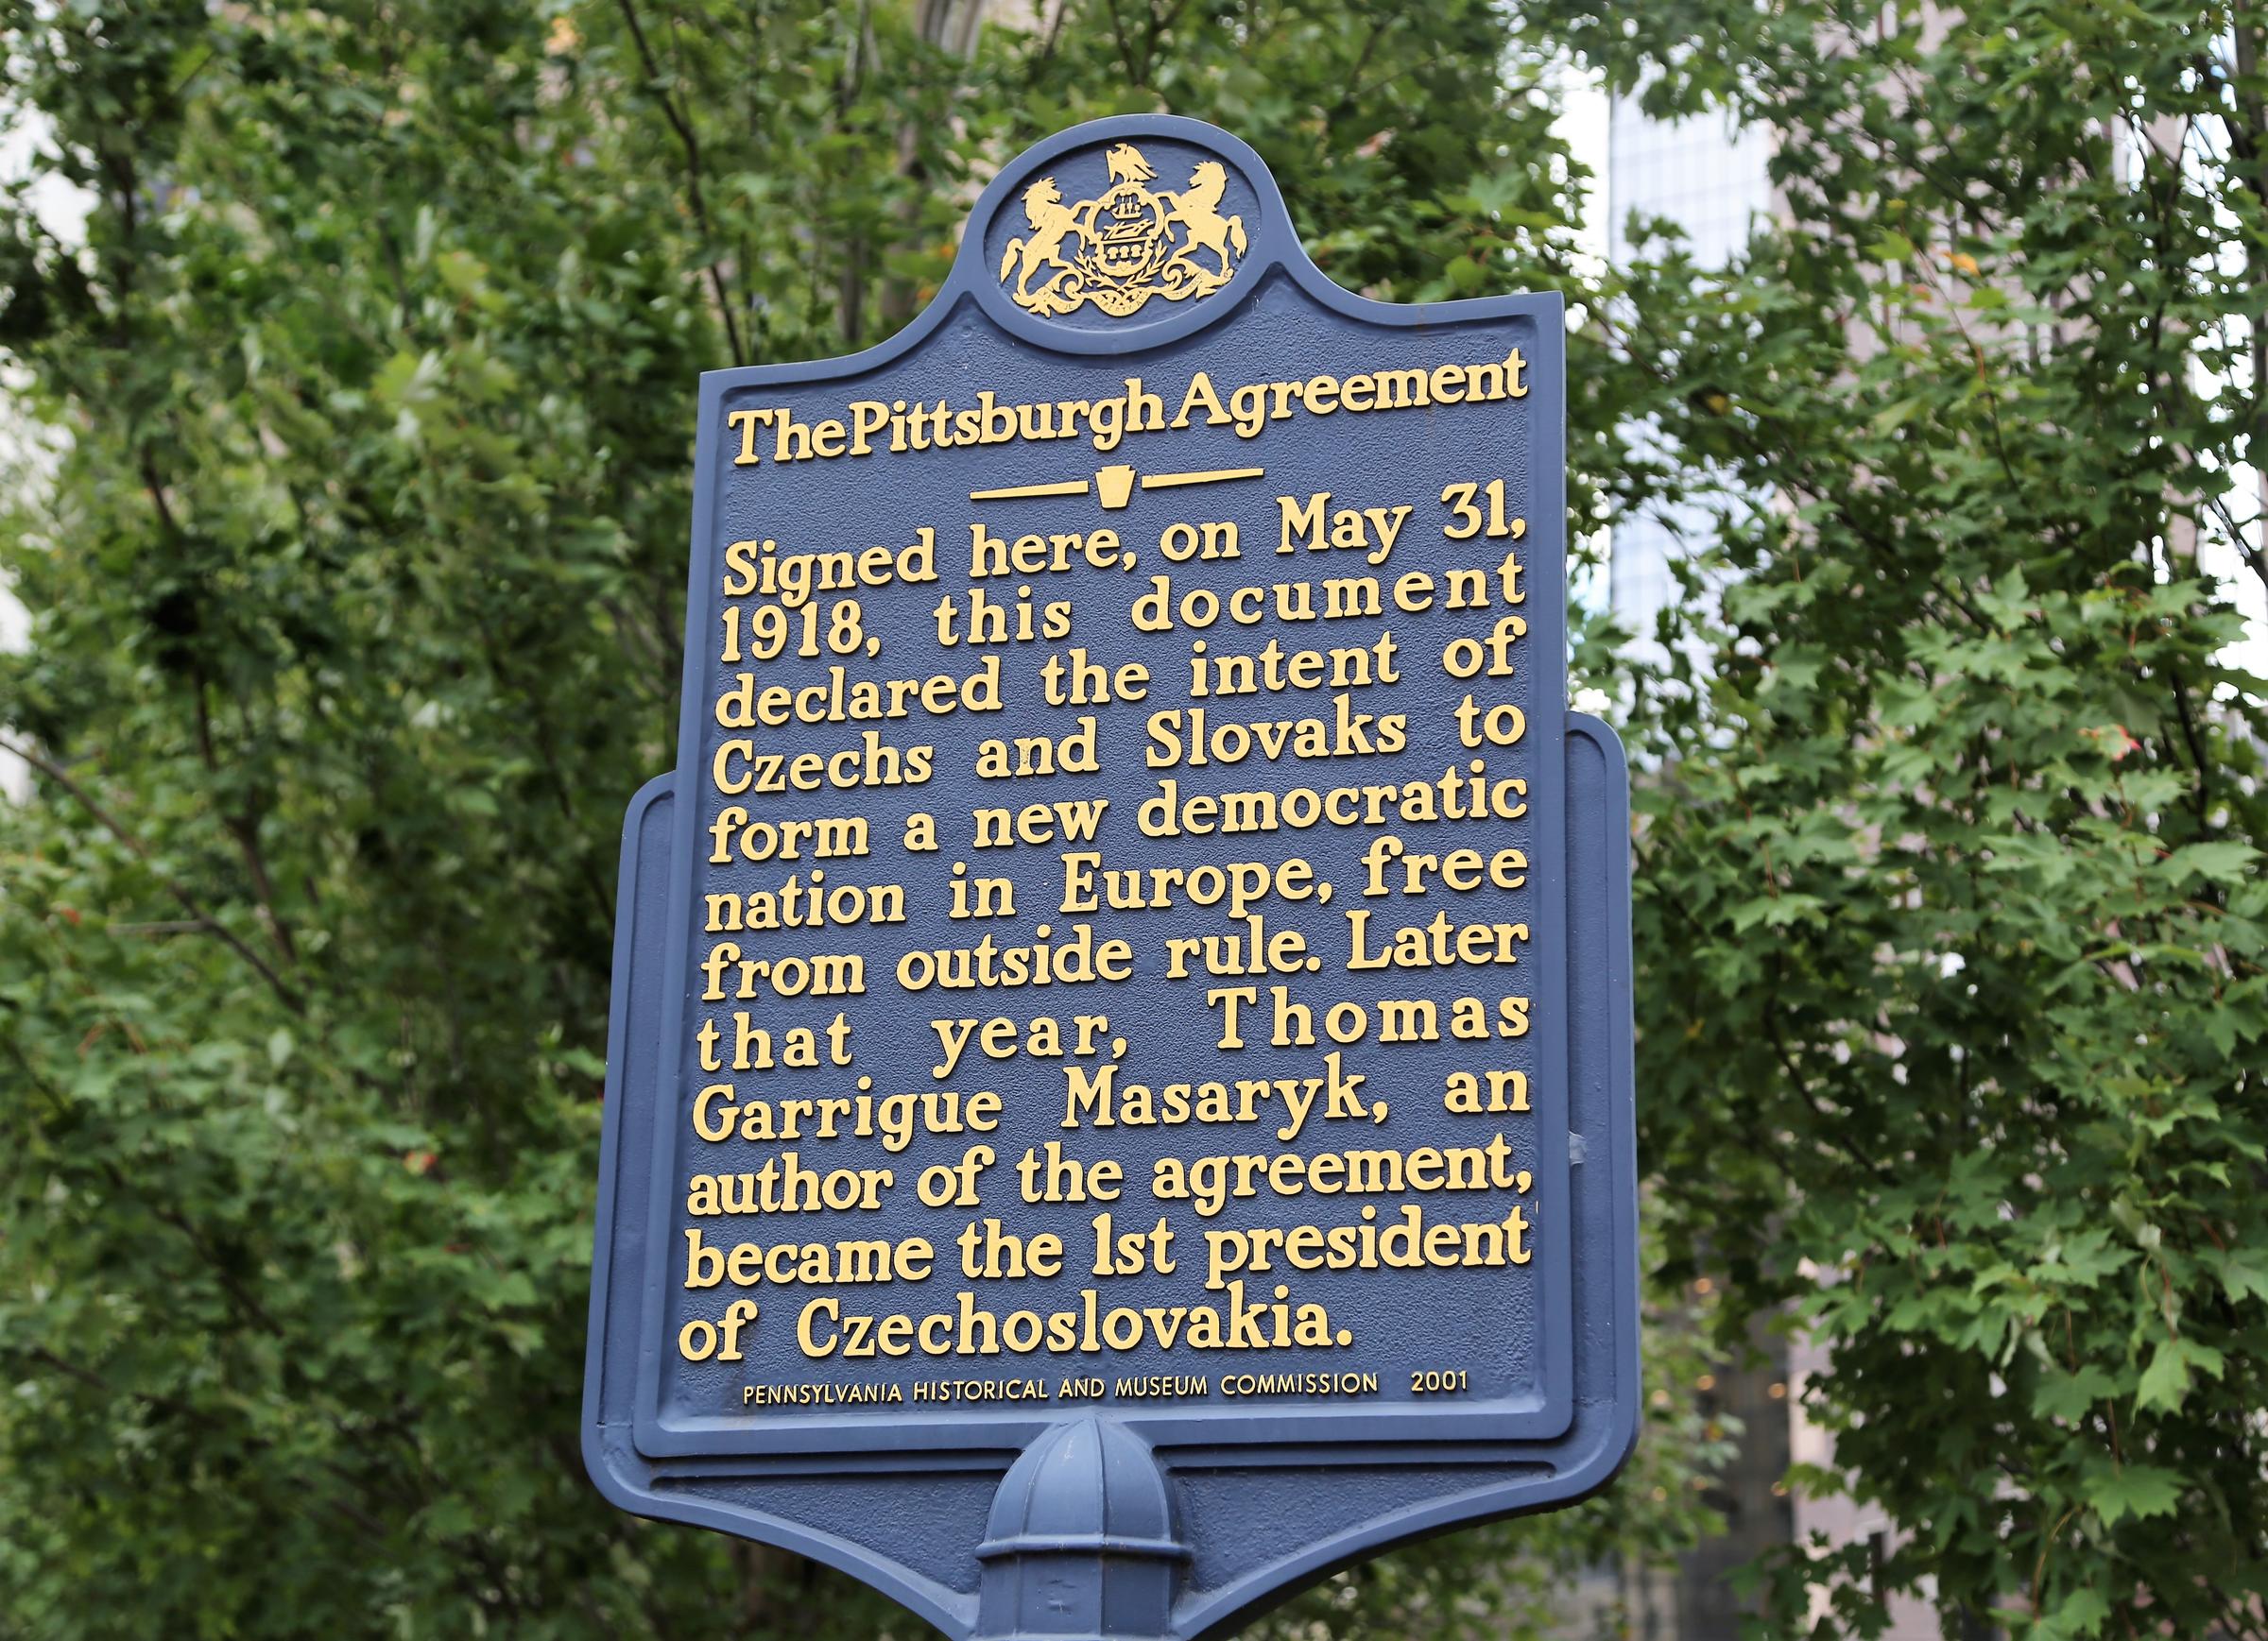 The Pittsburgh Agreement
Signed here, on May 31,
1918, this document
declared the intent of
Czechs and Slovaks to
form a new democratic
nation in Europe, free
from outside rule. Later
that year, Thomas
Garrigue Masaryk, an
author of the agreement,
became the 1st president
of Czechoslovakia.
PENNSYLVANIA HISTORICAL AND MUSEUM COMMISSION 2001